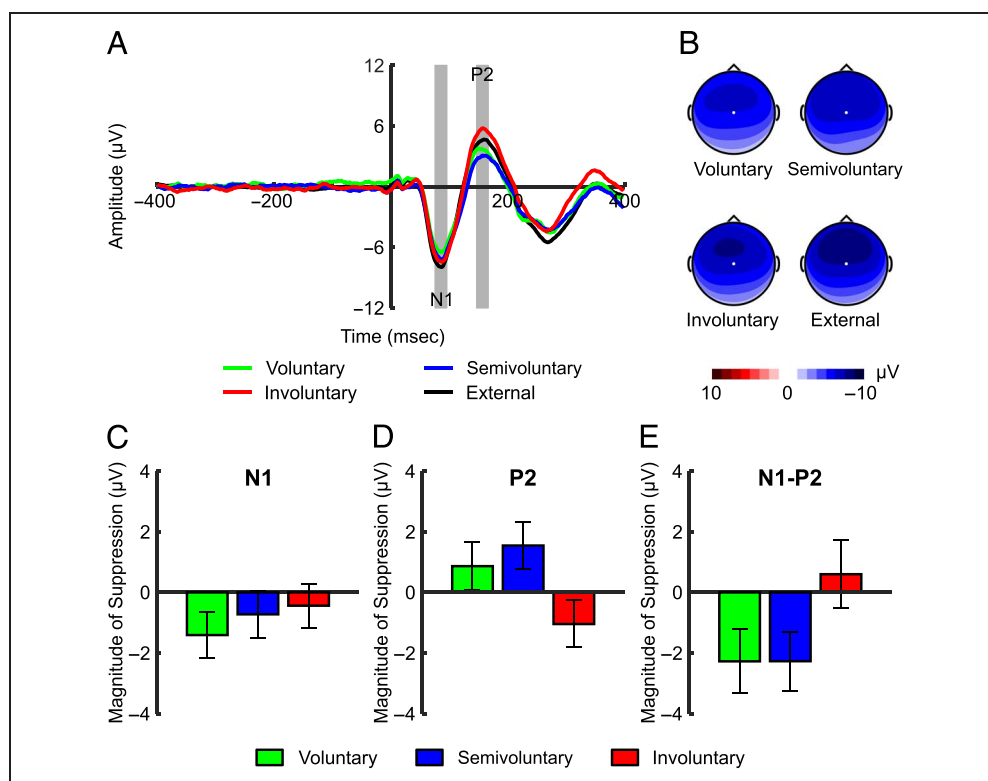 A
12
6
−6
−12
−400
−200
200
400
Amplitude (μV)
P2
N1
Time (msec)
Voluntary
Semivoluntary
Involuntary
External
B
Voluntary
Semivoluntary
Involuntary
External
10
0
−10
μV
C
N1
Magnitude of Suppression (μV)
4
2
0
−2
−4
D
P2
Magnitude of Suppression (μV)
4
2
0
−2
−4
E
N1-P2
Magnitude of Suppression (μV)
4
2
0
−2
−4
Voluntary
Semivoluntary
Involuntary